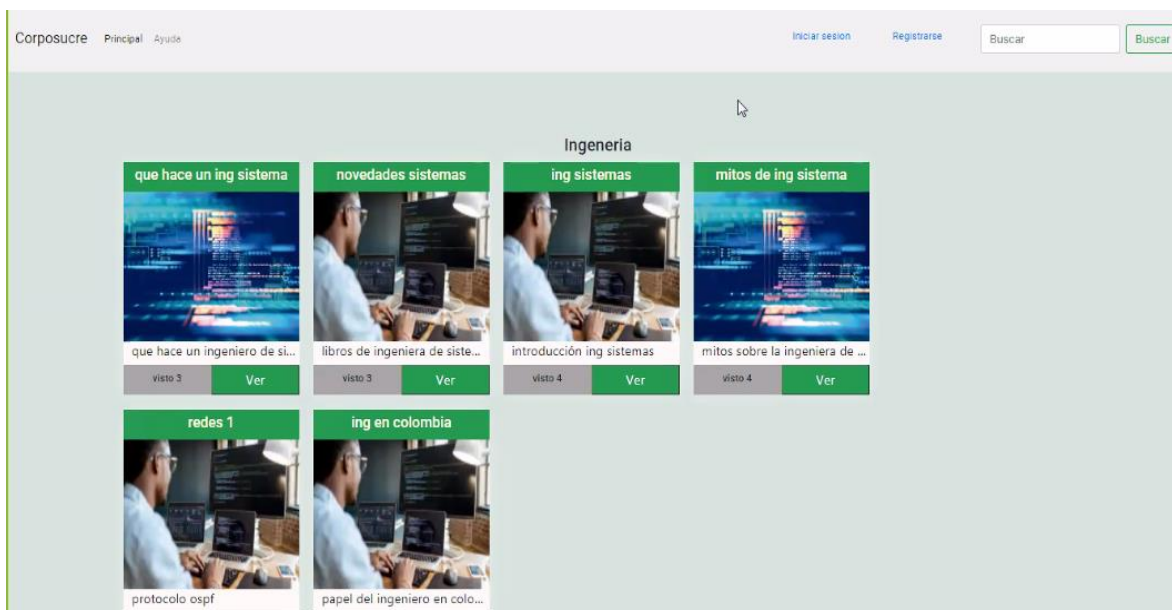 Corposucre Principal Ayuda Iniciar sesion Registrarse Buscar Buscar
Ingeneria
que hace un ing sistema
novedades sistemas
ing sistemas
mitos de ing sistema
que hace un ingeniero de si...
libros de ingeniera de siste...
introducción ing sistemas
mitos sobre la ingeniera de ...
visto 3 Ver
visto 3 Ver
visto 4 Ver
visto 4 Ver
redes 1
ing en colombia
protocolo ospf
papel del ingeniero en colo...